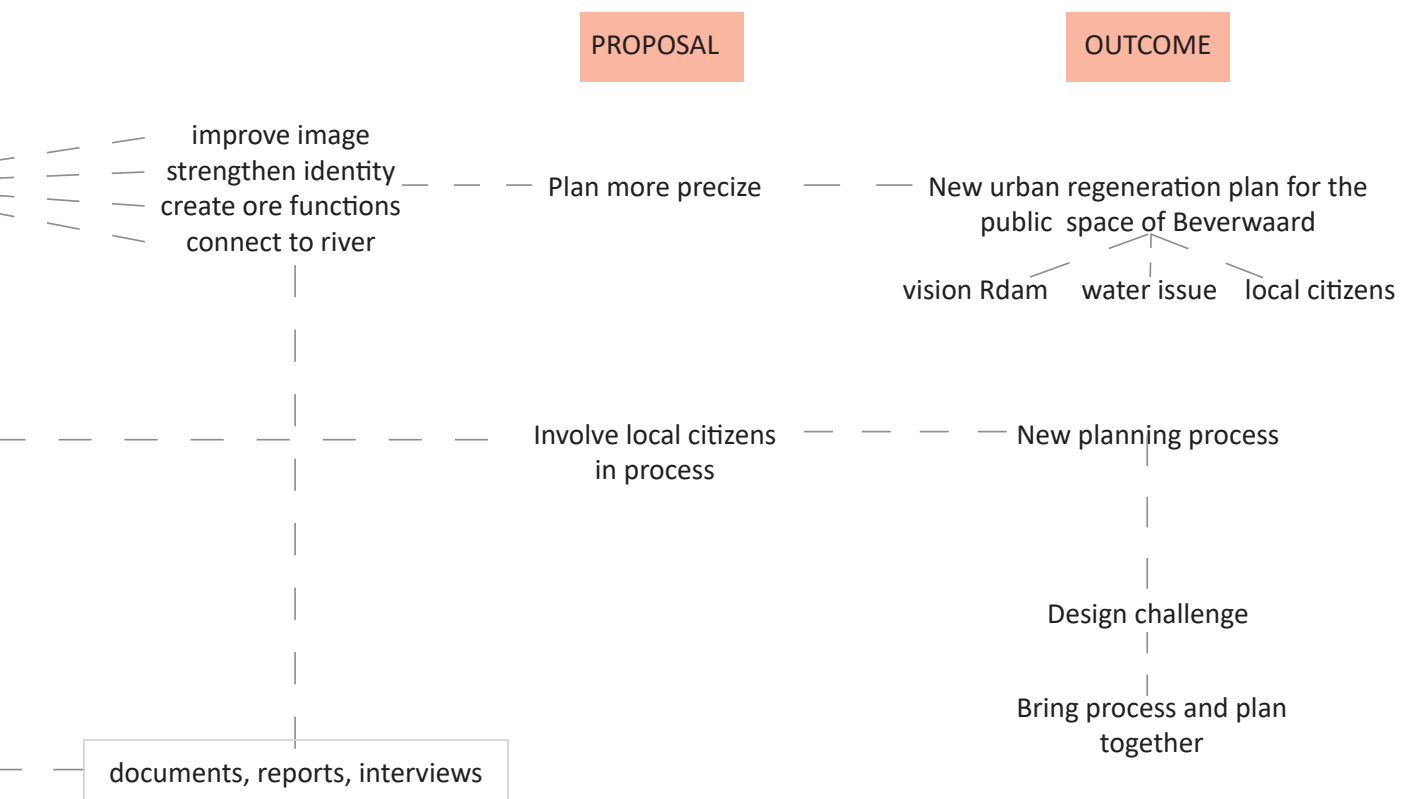 PROPOSAL
OUTCOME
improve image
strengthen identity
create ore functions
connect to river
Plan more precize
New urban regeneration plan for the
public space of Beverwaard
vision Rdam
water issue
local citizens
Involve local citizens
in process
New planning process
Design challenge
Bring process and plan
together
documents, reports, interviews